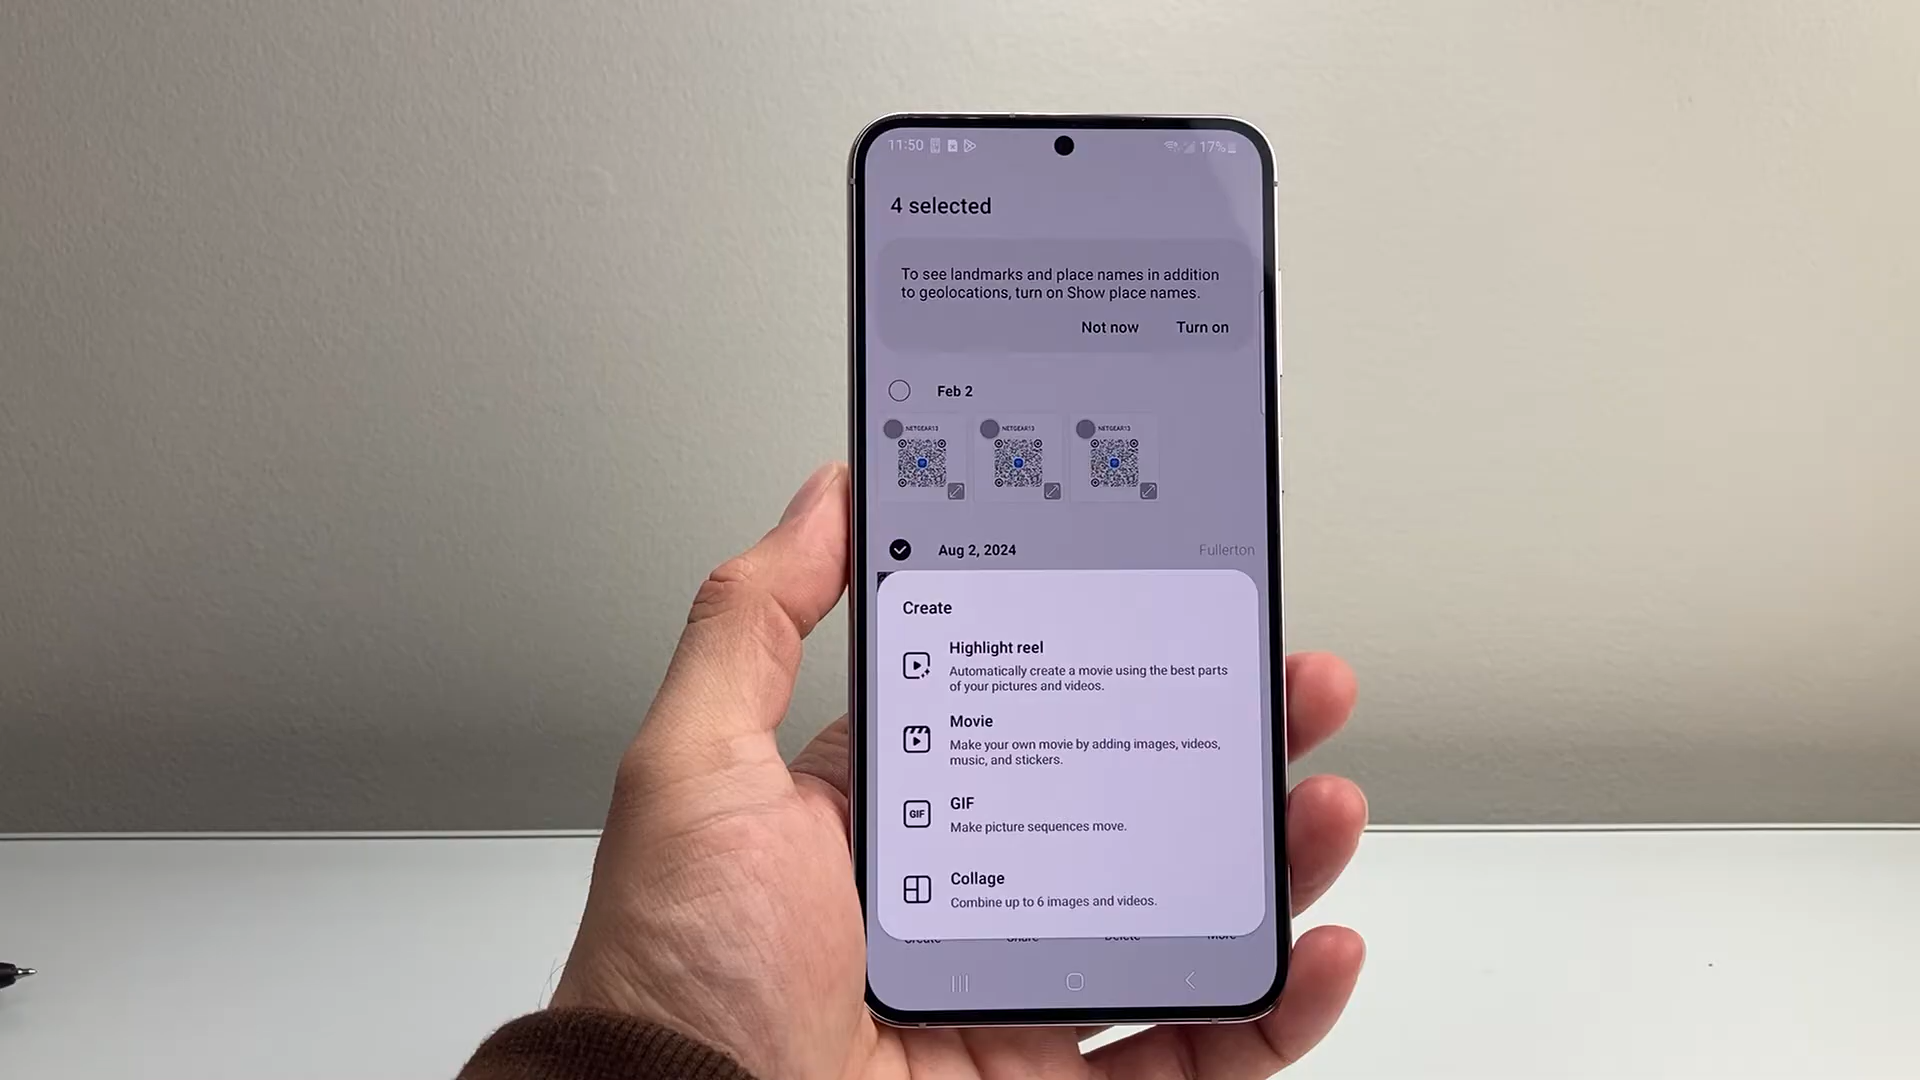 11:50
17%
4 selected
To see landmarks and place names in addition
to geolocations, turn on Show place names.
Not now Turn on
Feb 2
NETGEAR13 NETGEAR13 NETGEAR13
Aug 2, 2024 Fullerton
Create
Highlight reel
Automatically create a movie using the best parts
of your pictures and videos.
Movie
Make your own movie by adding images, videos,
music, and stickers.
GIF
GIF
Make picture sequences move.
Collage
Combine up to 6 images and videos.
Create Share Delete More